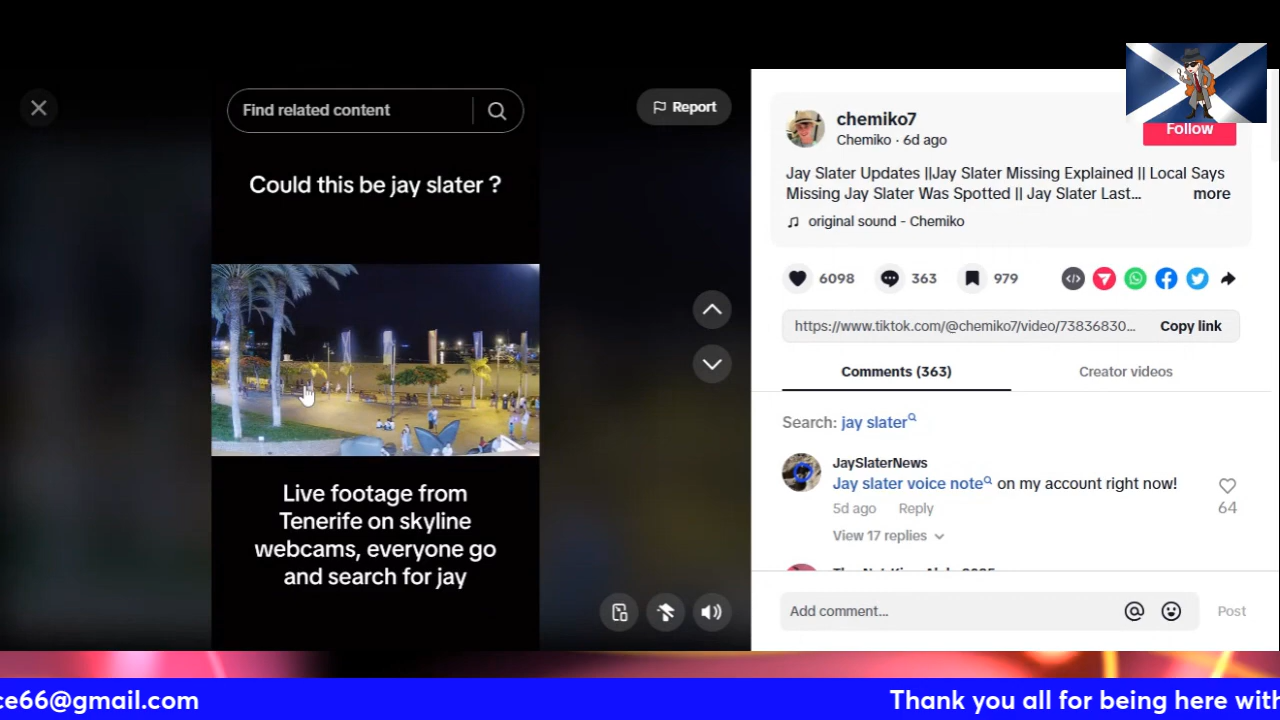 Find related content
Report
Could this be jay slater ?
Live footage from
Tenerife on skyline
webcams, everyone go
and search for jay
chemiko7
Chemiko · 6d ago
Follow
Jay Slater Updates ||Jay Slater Missing Explained || Local Says
Missing Jay Slater Was Spotted || Jay Slater Last... more
original sound - Chemiko
6098 363 979
https://www.tiktok.com/@chemiko7/video/73836830... Copy link
Comments (363) Creator videos
Search: jay slater
JaySlaterNews
Jay slater voice note on my account right now!
64
5d ago Reply
View 17 replies
Add comment... Post
ce66@gmail.com Thank you all for being here with